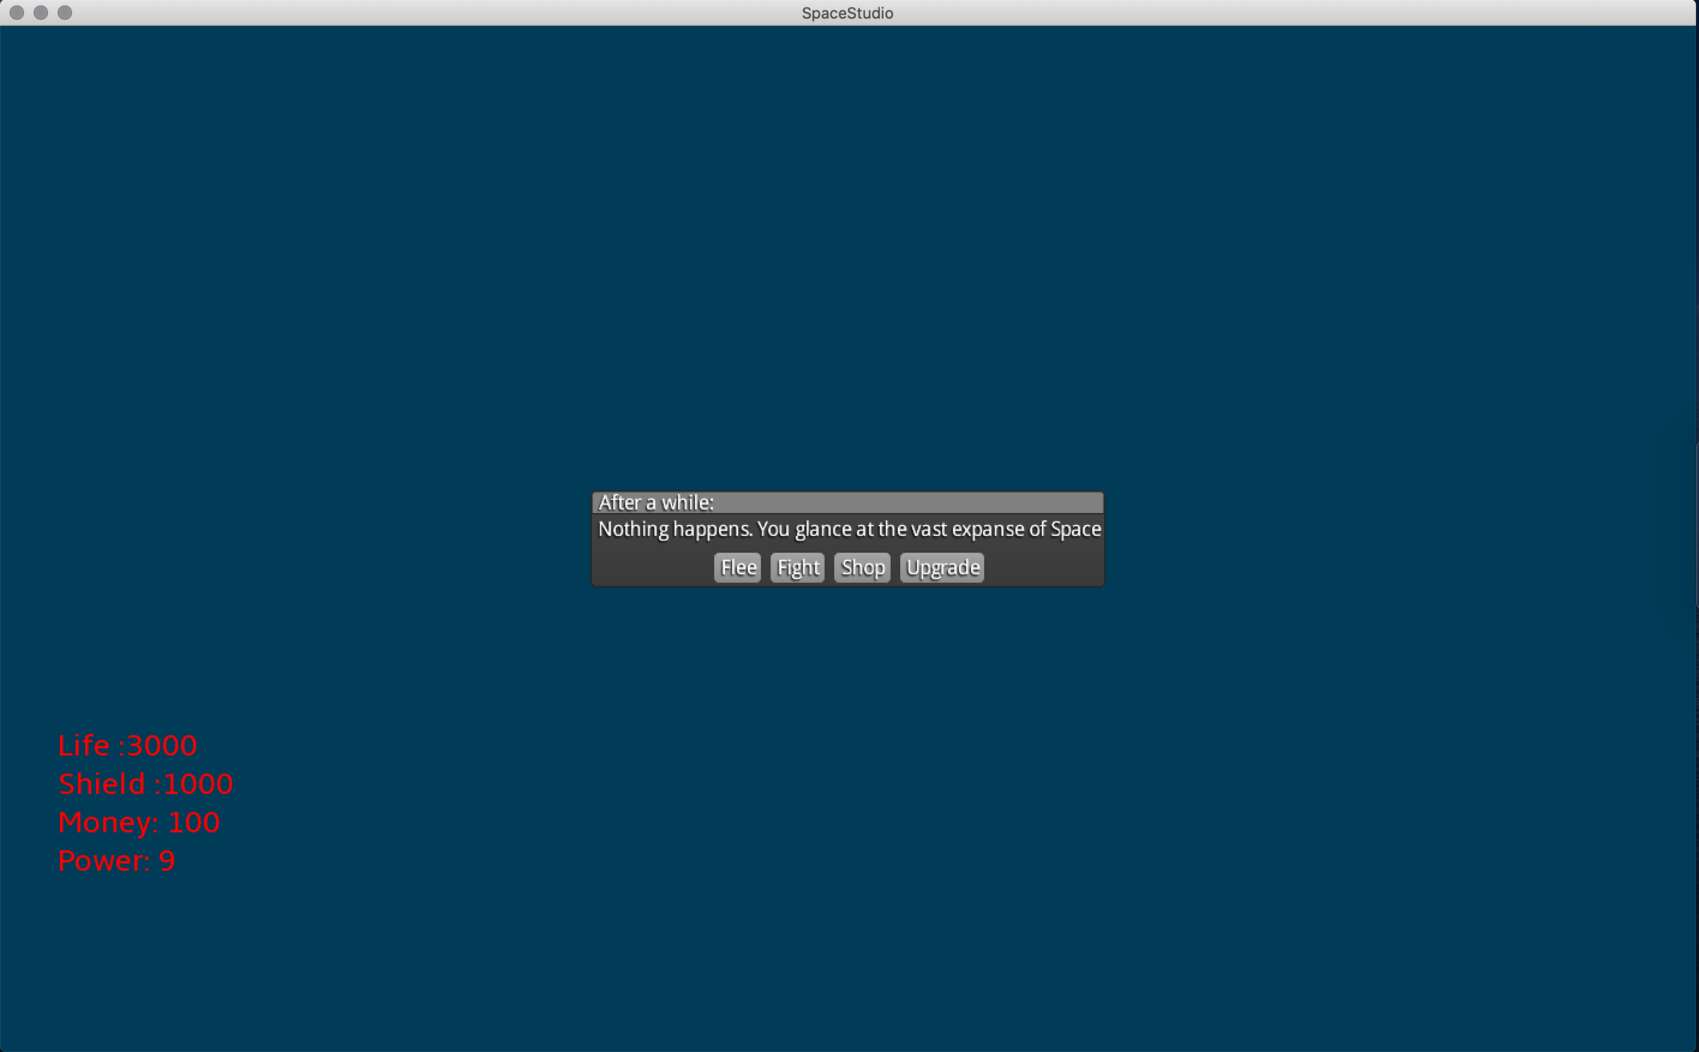 SpaceStudio
After a while:
Nothing happens. You glance at the vast expanse of Space
Flee Fight Shop Upgrade
Life :3000
Shield :1000
Money: 100
Power: 9